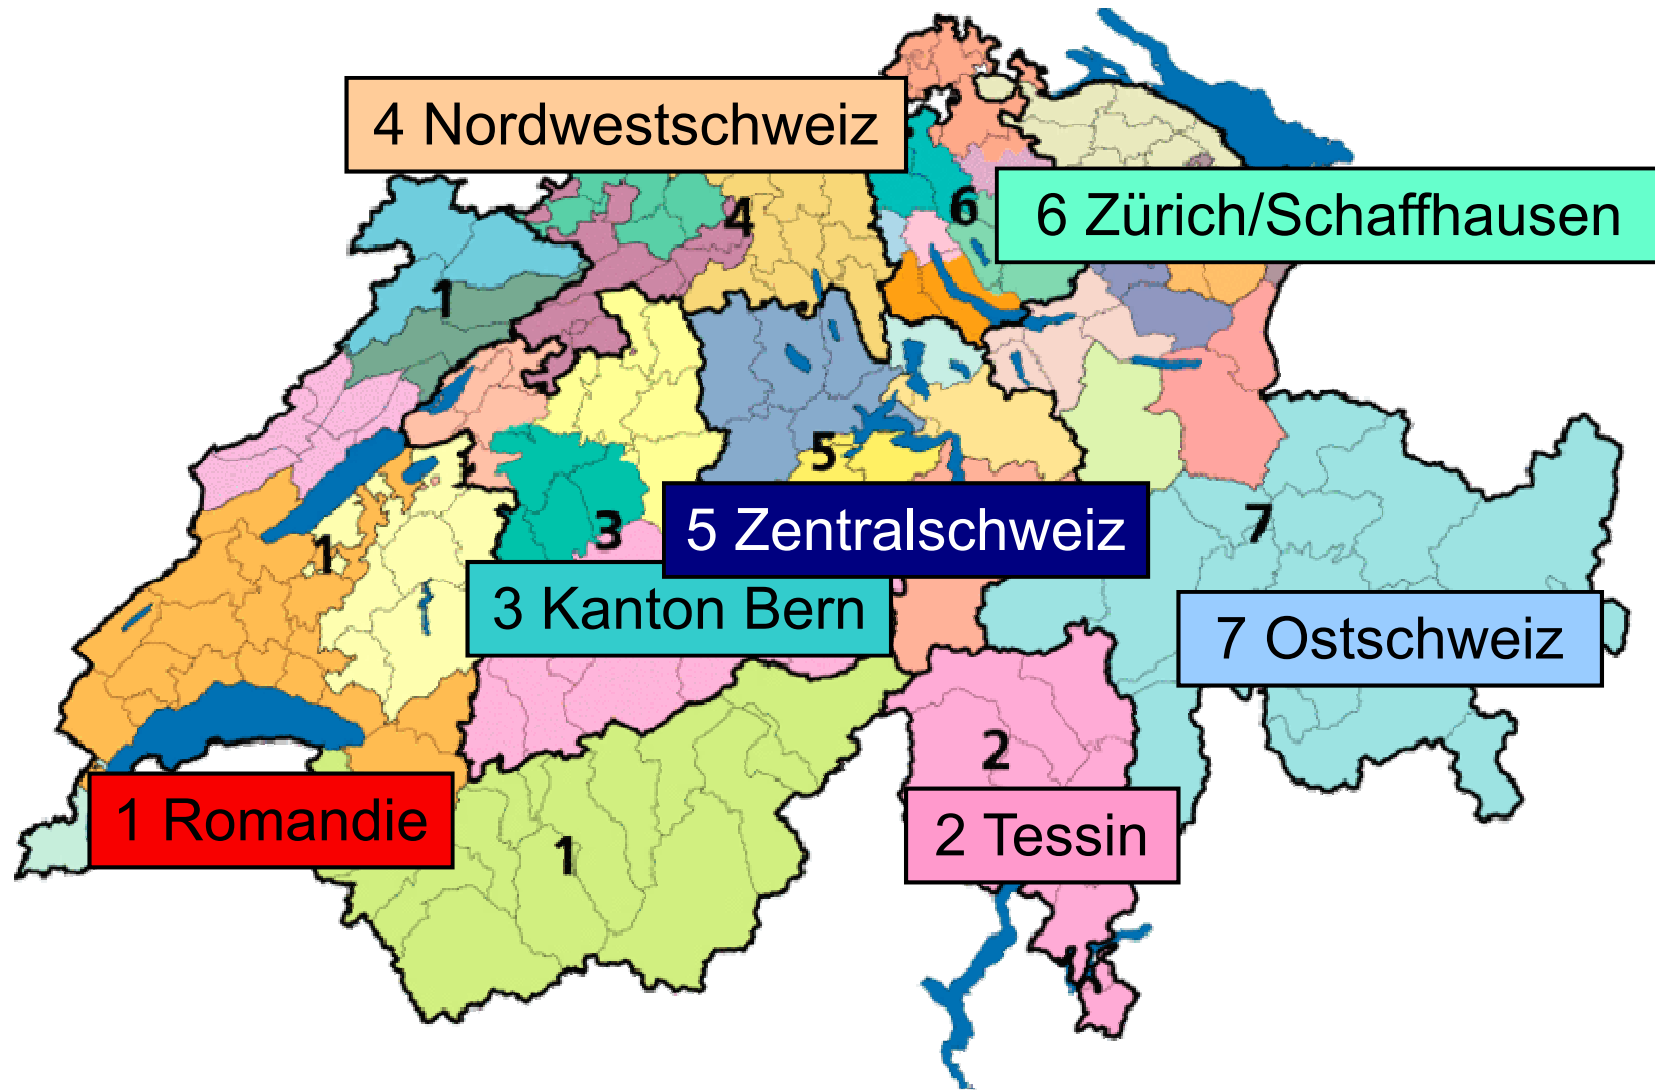 4 Nordwestschweiz
6 Zürich/Schaffhausen
4
6
1
5
5 Zentralschweiz
7
1
3
3 Kanton Bern
7 Ostschweiz
2
1 Romandie
2 Tessin
1